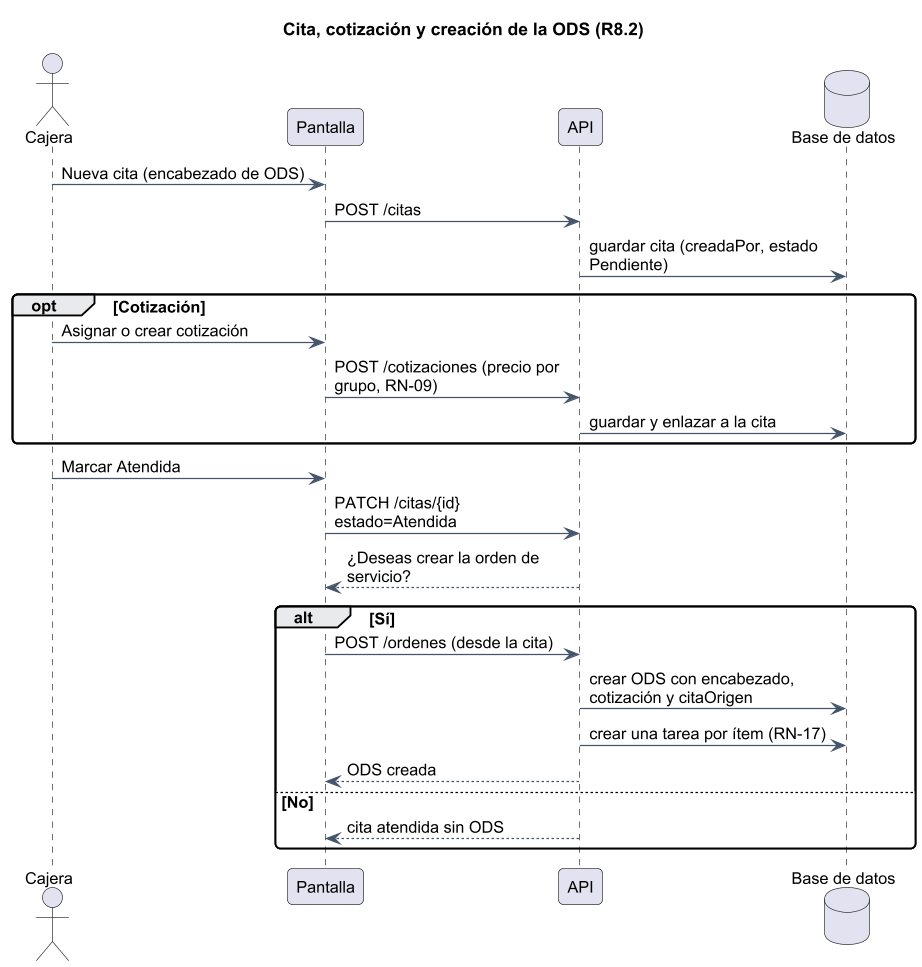 Cita, cotización y creación de la ODS (R8.2)
Cajera
Pantalla
API
Base de datos
Nueva cita (encabezado de ODS)
POST /citas
guardar cita (creadaPor, estado
Pendiente)
opt
[Cotización]
Asignar o crear cotización
POST /cotizaciones (precio por
grupo, RN-09)
guardar y enlazar a la cita
Marcar Atendida
PATCH /citas/{id}
estado=Atendida
¿Deseas crear la orden de
servicio?
alt
[Sí]
POST /ordenes (desde la cita)
crear ODS con encabezado,
cotización y citaOrigen
crear una tarea por ítem (RN-17)
ODS creada
[No]
cita atendida sin ODS
Cajera
Pantalla
API
Base de datos